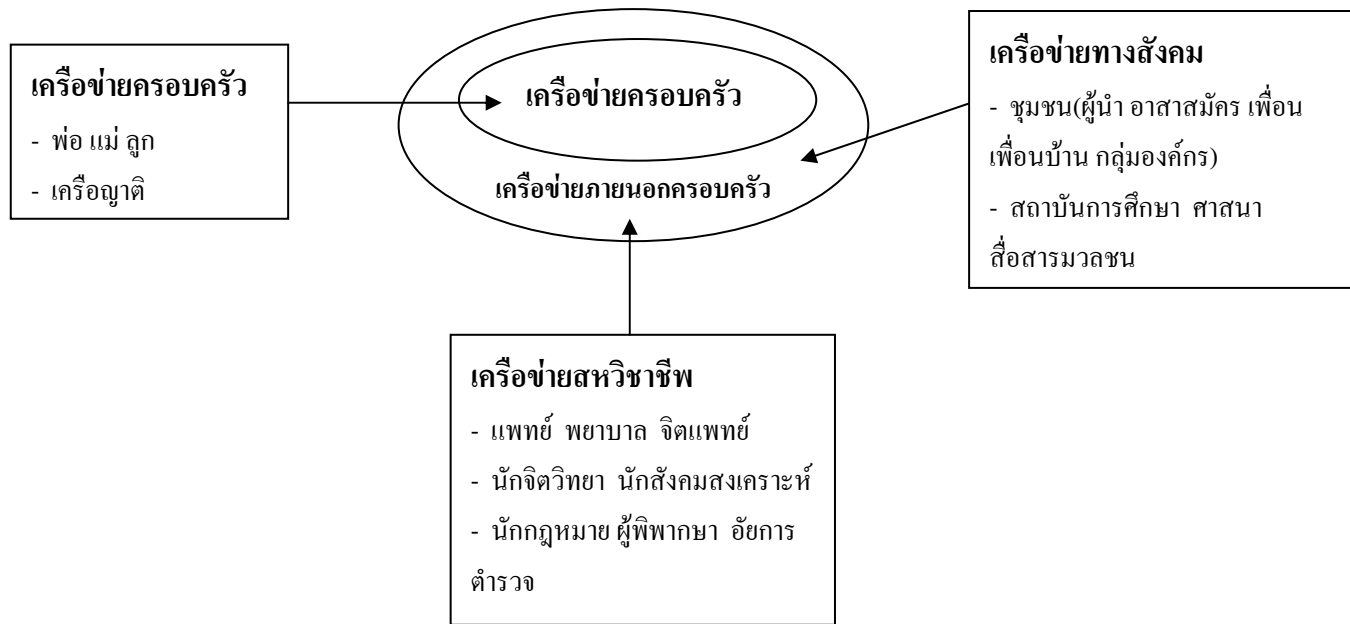 เครือข่ายครอบครัว
- พ่อ แม่ ลูก
- เครือญาติ
เครือข่ายครอบครัว
เครือข่ายภายนอกครอบครัว
เครือข่ายทางสังคม
- ชุมชน(ผู้นำ อาสาสมัคร เพื่อน
เพื่อนบ้าน กลุ่มองค์กร)
- สถาบันการศึกษา ศาสนา
สื่อสารมวลชน
เครือข่ายสหวิชาชีพ
- แพทย์ พยาบาล จิตแพทย์
- นักจิตวิทยา นักสังคมสงเคราะห์
- นักกฎหมาย ผู้พิพากษา อัยการ
ตำรวจ